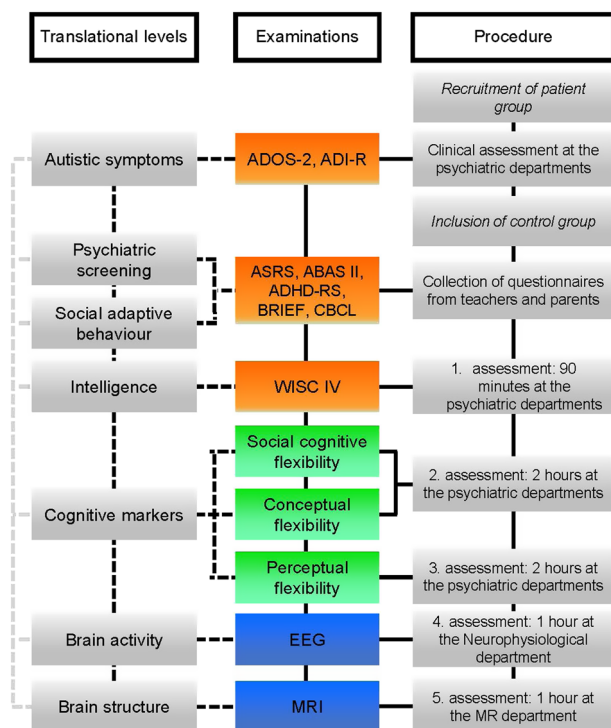 Translational levels
Examinations
Procedure
Recruitment of patient
group
Autistic symptoms
ADOS-2, ADI-R
Clinical assessment at the
psychiatric departments
Inclusion of control group
Psychiatric
screening
Social adaptive
behaviour
ASRS, ABAS II,
ADHD-RS,
BRIEF, CBCL
Collection of questionnaires
from teachers and parents
Intelligence
WISC IV
1. assessment: 90
minutes at the
psychiatric departments
Social cognitive
flexibility
Conceptual
flexibility
2. assessment: 2 hours at
the psychiatric departments
Cognitive markers
Perceptual
flexibility
3. assessment: 2 hours at
the psychiatric departments
Brain activity
EEG
4. assessment: 1 hour at
the Neurophysiological
department
Brain structure
MRI
5. assessment: 1 hour at
the MR department